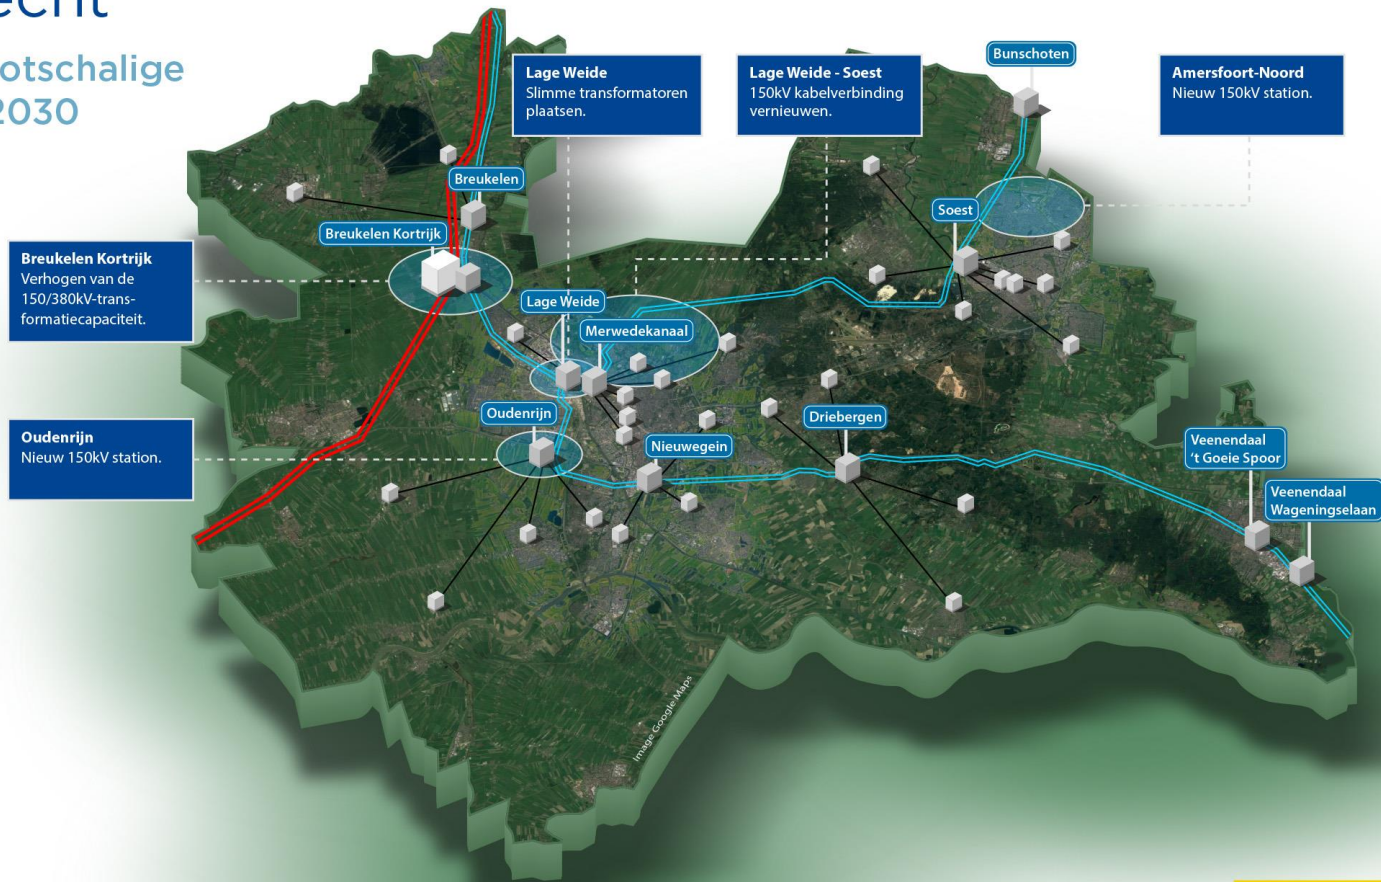 otschalige
2030
Lage Weide
Slimme transformatoren
plaatsen.
Lage Weide - Soest
150kV kabelverbinding
vernieuwen.
Bunschoten
Amersfoort-Noord
Nieuw 150kV station.
Breukelen
Soest
Breukelen Kortrijk
Breukelen Kortrijk
Verhogen van de
150/380kV-trans-
formatiecapaciteit.
Lage Weide
Merwedekanaal
Oudenrijn
Driebergen
Oudenrijn
Nieuw 150kV station.
Nieuwegein
Veenendaal
't Goeie Spoor
Veenendaal
Wageningselaan
Image Google Maps